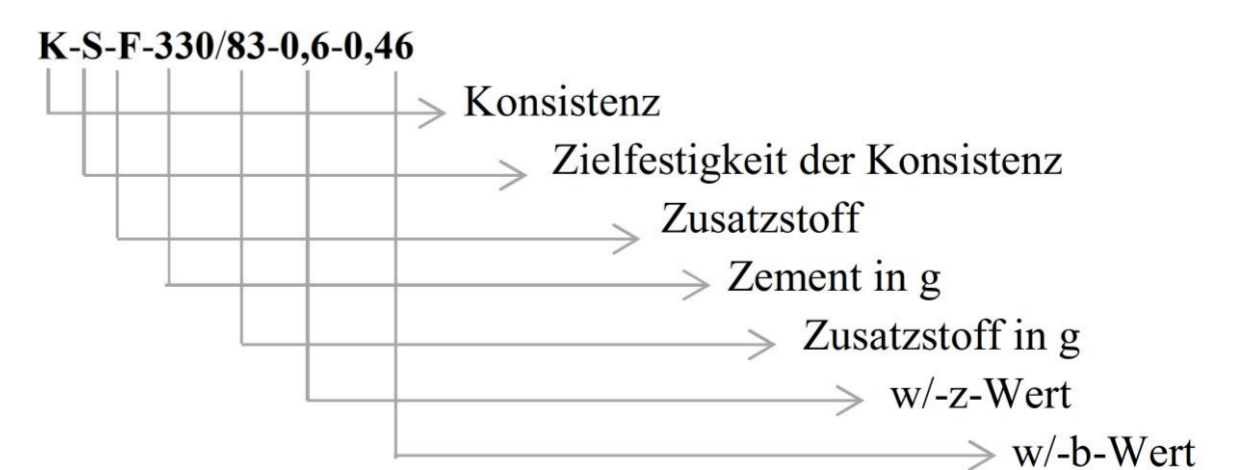 K-S-F-330/83-0,6-0,46
Konsistenz
Zielfestigkeit der Konsistenz
Zusatzstoff
Zement in g
Zusatzstoff in g
w/-z-Wert
w/-b-Wert